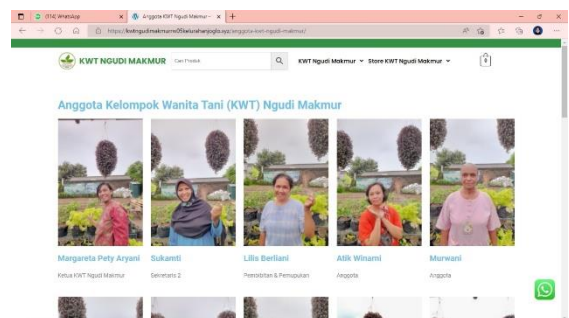 (114) WhatsApp
Anggota KWT Ngudi Makmur –
KWT NGUDI MAKMUR
Cari Produk
KWT Ngudi Makmur
Store KWT Ngudi Makmur
Anggota Kelompok Wanita Tani (KWT) Ngudi Makmur
Margareta Pety Aryani
Sukamti
Lilis Berliani
Atik Winarni
Murwani
Ketua KWT Ngudi Makmur
Sekretaris 2
Pembibitan & Pemupukan
Anggota
Anggota